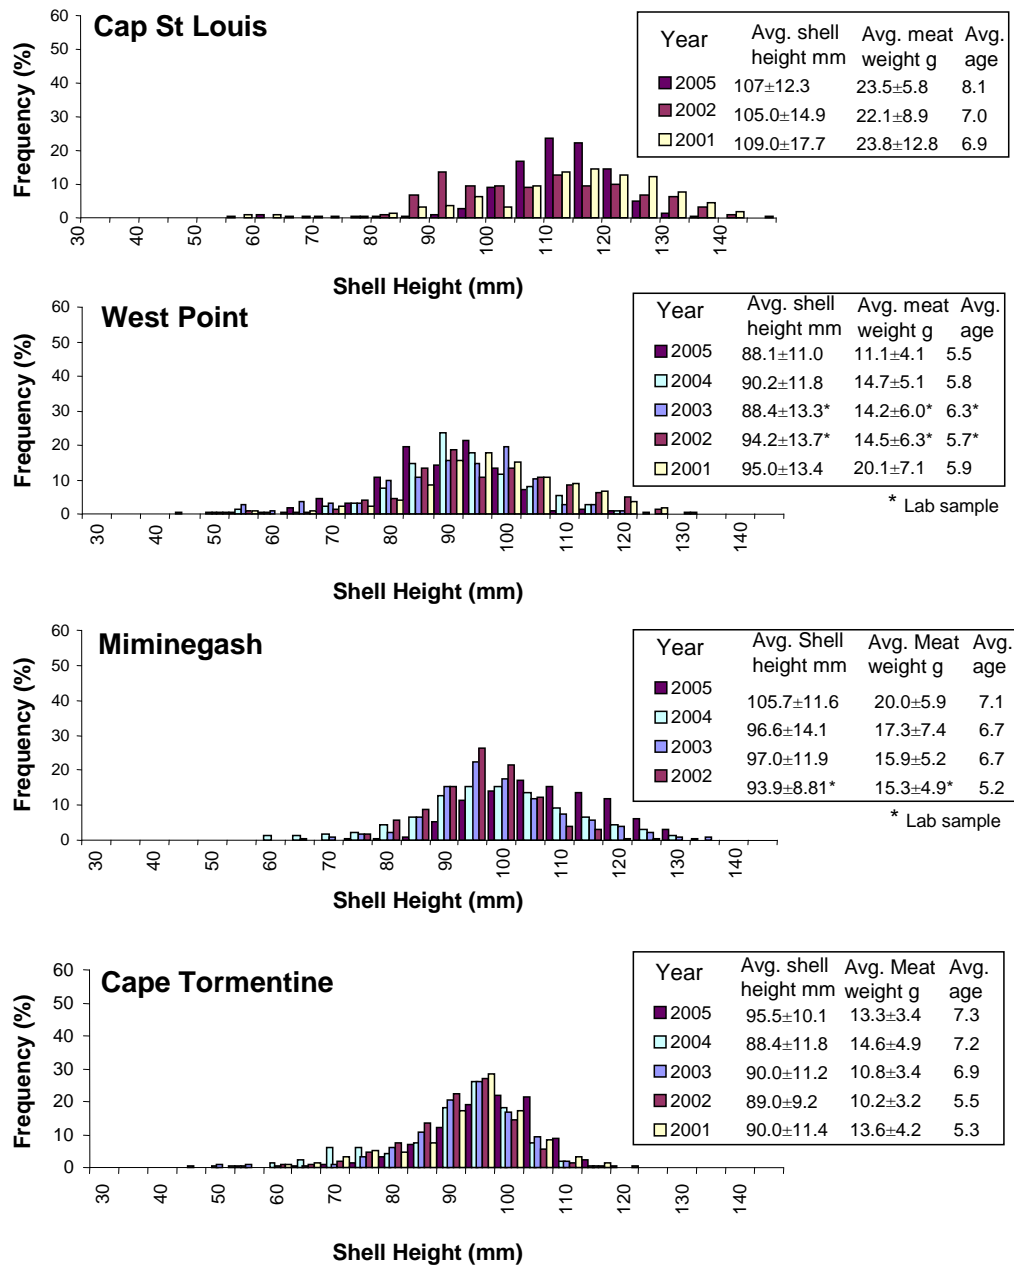 Cap St Louis
Frequency (%)
60
50
40
30
20
10
0
30 40 50 60 70 80 90 100 110 120 130 140
Shell Height (mm)
Year Avg. shell height mm Avg. meat weight g Avg. age
2005 107±12.3 23.5±5.8 8.1
2002 105.0±14.9 22.1±8.9 7.0
2001 109.0±17.7 23.8±12.8 6.9
West Point
Frequency (%)
60
50
40
30
20
10
0
30 40 50 60 70 80 90 100 110 120 130 140
Shell Height (mm)
Year Avg. shell height mm Avg. meat weight g Avg. age
2005 88.1±11.0 11.1±4.1 5.5
2004 90.2±11.8 14.7±5.1 5.8
2003 88.4±13.3* 14.2±6.0* 6.3*
2002 94.2±13.7* 14.5±6.3* 5.7*
2001 95.0±13.4 20.1±7.1 5.9
* Lab sample
Miminegash
Frequency (%)
60
50
40
30
20
10
0
30 40 50 60 70 80 90 100 110 120 130 140
Shell Height (mm)
Year Avg. Shell height mm Avg. Meat weight g Avg. age
2005 105.7±11.6 20.0±5.9 7.1
2004 96.6±14.1 17.3±7.4 6.7
2003 97.0±11.9 15.9±5.2 6.7
2002 93.9±8.81* 15.3±4.9* 5.2
* Lab sample
Cape Tormentine
Frequency (%)
60
50
40
30
20
10
0
30 40 50 60 70 80 90 100 110 120 130 140
Shell Height (mm)
Year Avg. shell height mm Avg. Meat weight g Avg. age
2005 95.5±10.1 13.3±3.4 7.3
2004 88.4±11.8 14.6±4.9 7.2
2003 90.0±11.2 10.8±3.4 6.9
2002 89.0±9.2 10.2±3.2 5.5
2001 90.0±11.4 13.6±4.2 5.3